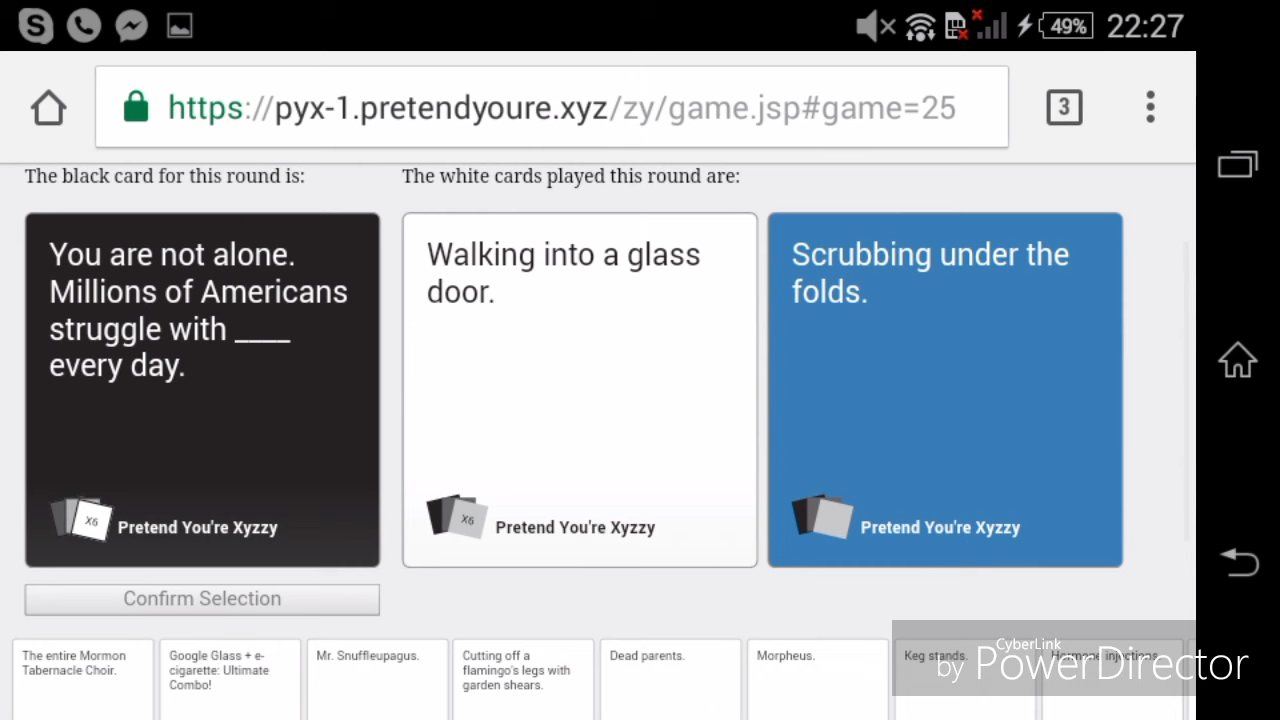 49% 22:27
https://pyx-1.pretendyoure.xyz/zy/game.jsp#game=25
3
The black card for this round is:
The white cards played this round are:
You are not alone.
Millions of Americans
struggle with ____
every day.
X6
Pretend You're Xyzzy
Walking into a glass
door.
X6
Pretend You're Xyzzy
Scrubbing under the
folds.
Pretend You're Xyzzy
Confirm Selection
The entire Mormon
Tabernacle Choir.
Google Glass + e-
cigarette: Ultimate
Combo!
Mr. Snuffleupagus.
Cutting off a
flamingo's legs with
garden shears.
Dead parents.
Morpheus.
Keg stands.
Hormone injections.
CyberLink
by PowerDirector